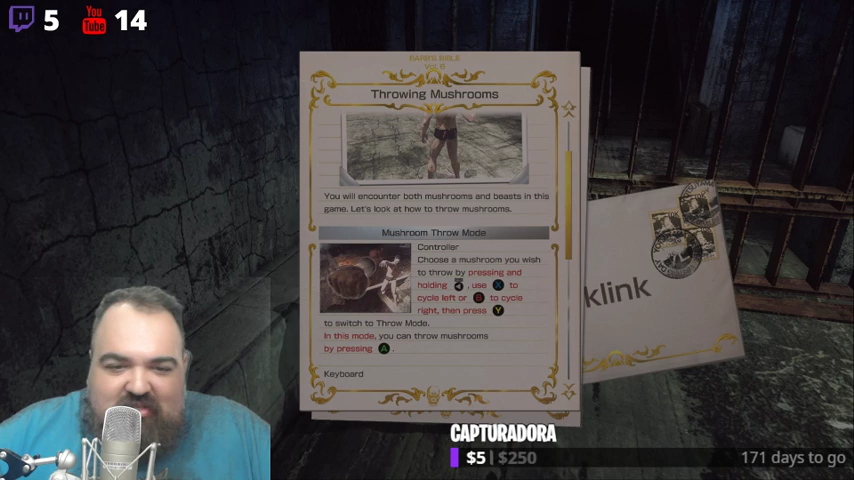 5
You Tube 14
Throwing Mushrooms
You will encounter both mushrooms and beasts in this
game. Let's look at how to throw mushrooms.
Mushroom Throw Mode
Controller
Choose a mushroom you wish
to throw by pressing and
holding , use X to
cycle left or B to cycle
right, then press Y
to switch to Throw Mode.
In this mode, you can throw mushrooms
by pressing A .
Keyboard
klink
CAPTURADORA
$5 | $250
171 days to go